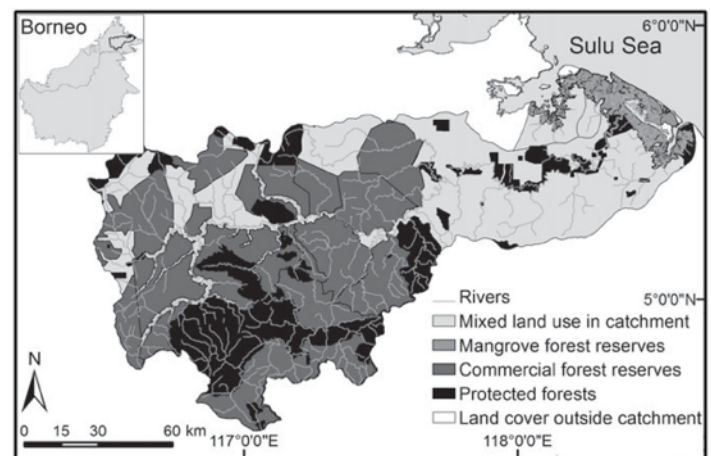 Borneo
6°0'0"N
Sulu Sea
5°0'0"N
Rivers
Mixed land use in catchment
Mangrove forest reserves
Commercial forest reserves
Protected forests
Land cover outside catchment
N
0 15 30 60 km
117°0'0"E
118°0'0"E